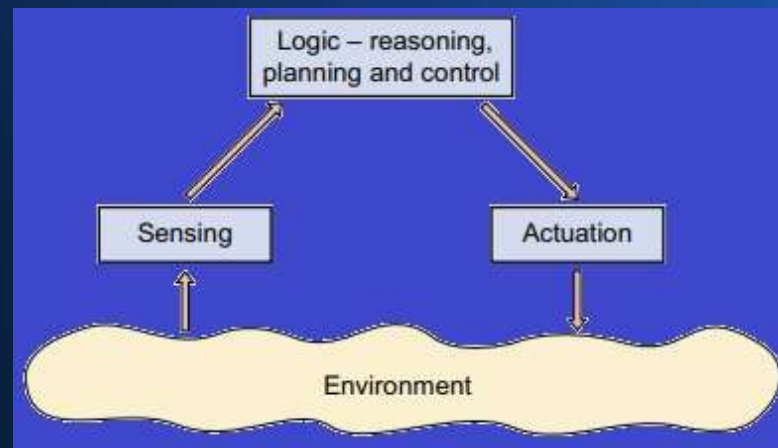 Logic – reasoning,
planning and control
Sensing
Actuation
Environment